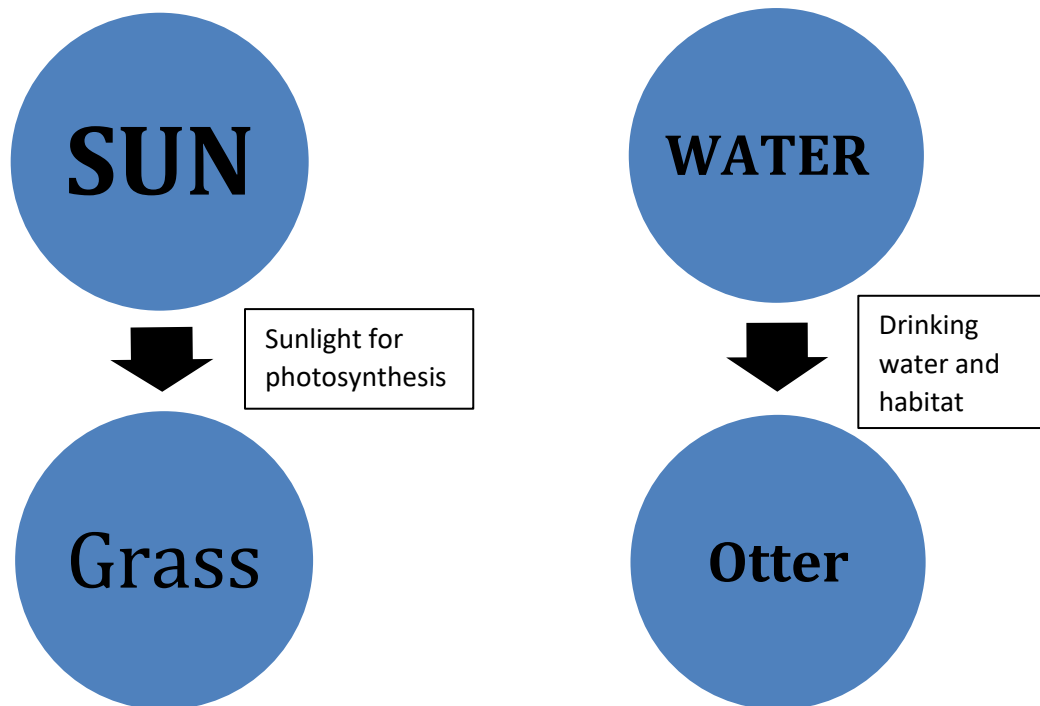 SUN
WATER
Sunlight for
photosynthesis
Drinking
water and
habitat
Grass
Otter